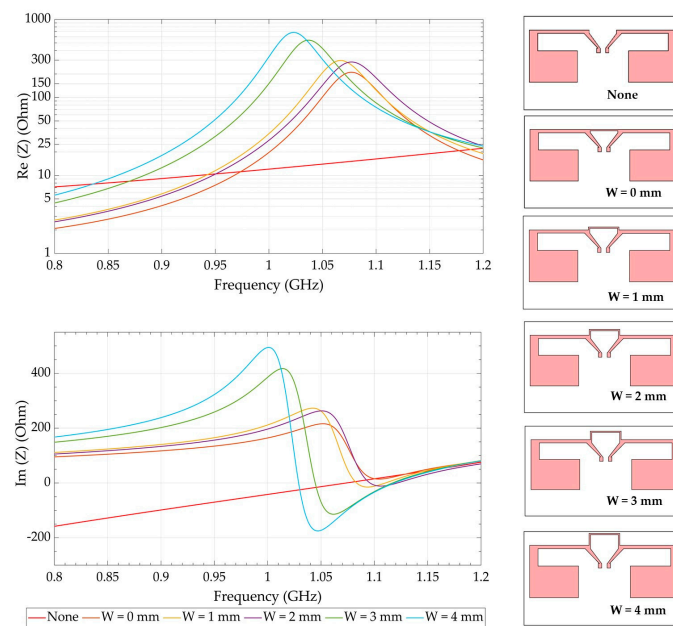 1000
300
150
100
50
25
10
5
1
Re (Z) (Ohm)
0.8
0.85
0.9
0.95
1
1.05
1.1
1.15
1.2
Frequency (GHz)
400
200
0
-200
Im (Z) (Ohm)
0.8
0.85
0.9
0.95
1
1.05
1.1
1.15
1.2
Frequency (GHz)
None W = 0 mm W = 1 mm W = 2 mm W = 3 mm W = 4 mm
None
W = 0 mm
W = 1 mm
W = 2 mm
W = 3 mm
W = 4 mm